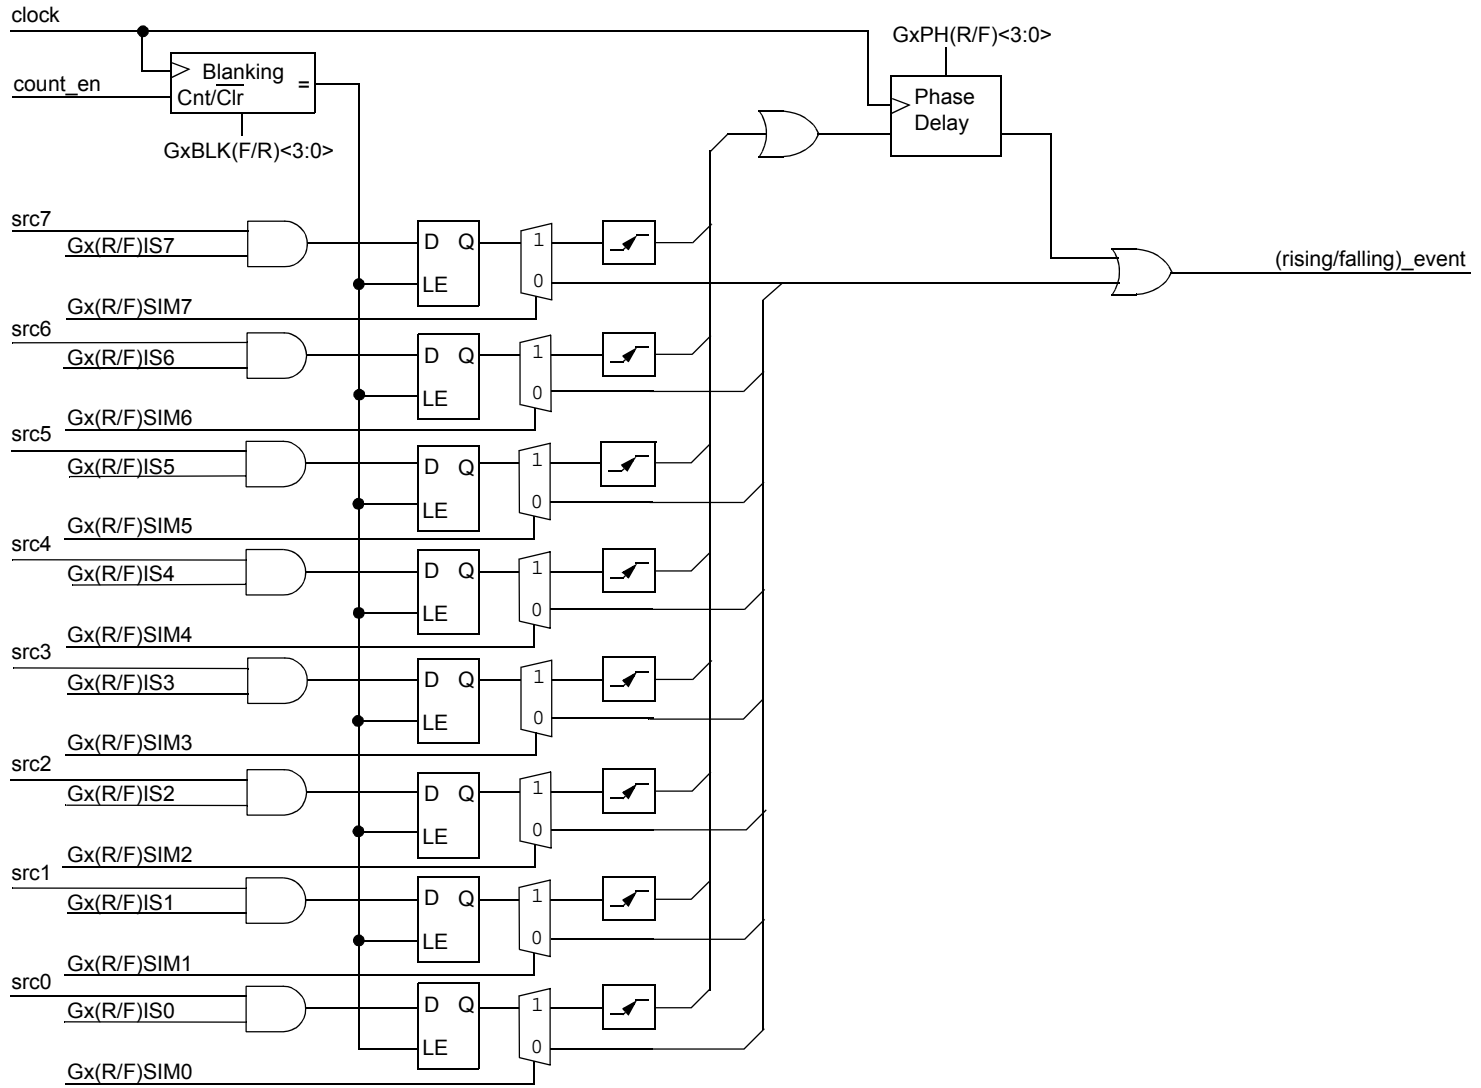 clock
GxPH(R/F)<3:0>
Blanking =
count_en
Cnt/Clr
Phase
Delay
GxBLK(F/R)<3:0>
src7
Gx(R/F)IS7
D Q 1
LE 0
(rising/falling)_event
Gx(R/F)SIM7
src6
Gx(R/F)IS6
D Q 1
LE 0
Gx(R/F)SIM6
src5
Gx(R/F)IS5
D Q 1
LE 0
Gx(R/F)SIM5
src4
Gx(R/F)IS4
D Q 1
LE 0
Gx(R/F)SIM4
src3
Gx(R/F)IS3
D Q 1
LE 0
Gx(R/F)SIM3
src2
Gx(R/F)IS2
D Q 1
LE 0
Gx(R/F)SIM2
src1
Gx(R/F)IS1
D Q 1
LE 0
Gx(R/F)SIM1
src0
Gx(R/F)IS0
D Q 1
LE 0
Gx(R/F)SIM0